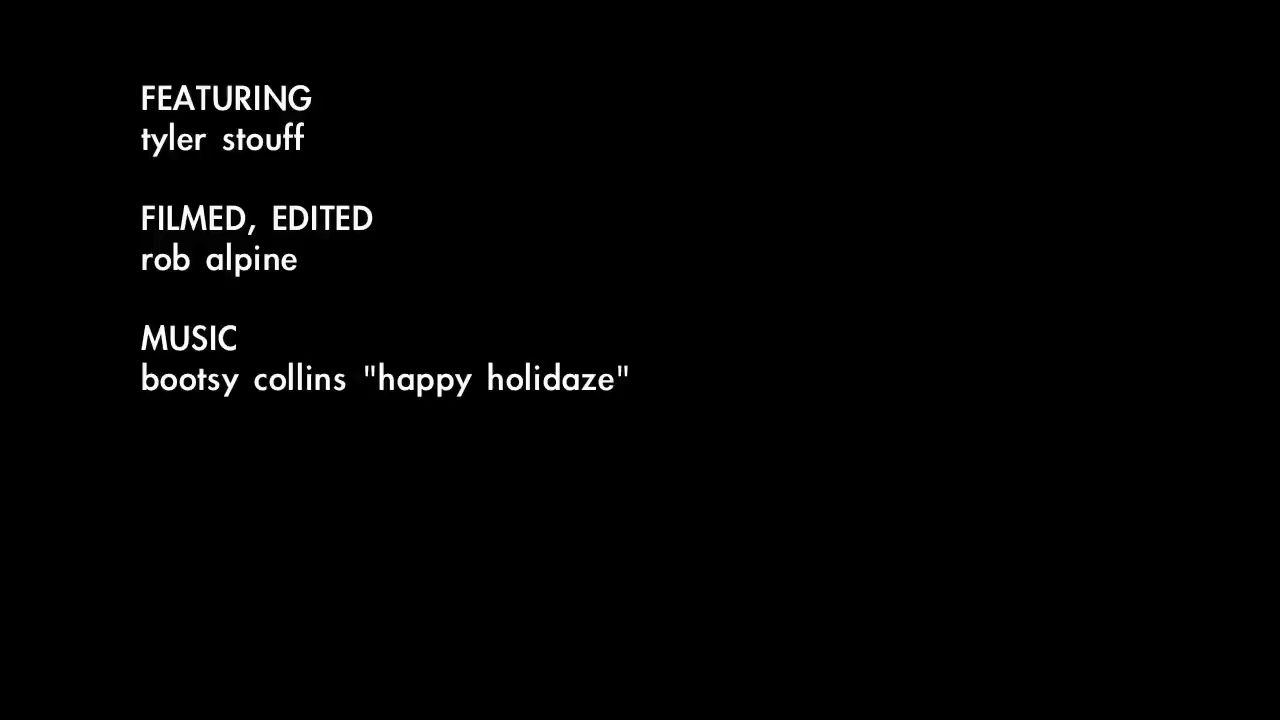 FEATURING
tyler stouff
FILMED, EDITED
rob alpine
MUSIC
bootsy collins "happy holidaze"